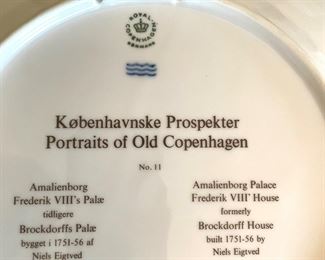 ROYAL
COPENHAGEN
DENMARK
Københavnske Prospekter
Portraits of Old Copenhagen
No. 11
Amalienborg
Frederik VIII's Palæ
tidligere
Brockdorffs Palæ
bygget i 1751-56 af
Niels Eigtved
Amalienborg Palace
Frederik VIII' House
formerly
Brockdorff House
built 1751-56 by
Niels Eigtved